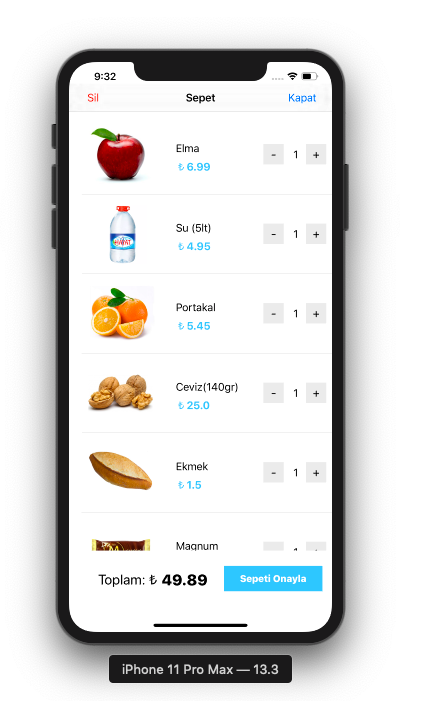 9:32
Sil Sepet Kapat
Elma
₺ 6.99
- 1 +
Su (5lt)
₺ 4.95
- 1 +
Portakal
₺ 5.45
- 1 +
Ceviz(140gr)
₺ 25.0
- 1 +
Ekmek
₺ 1.5
- 1 +
Magnum
- 1 +
Toplam: ₺ 49.89
Sepeti Onayla
iPhone 11 Pro Max — 13.3